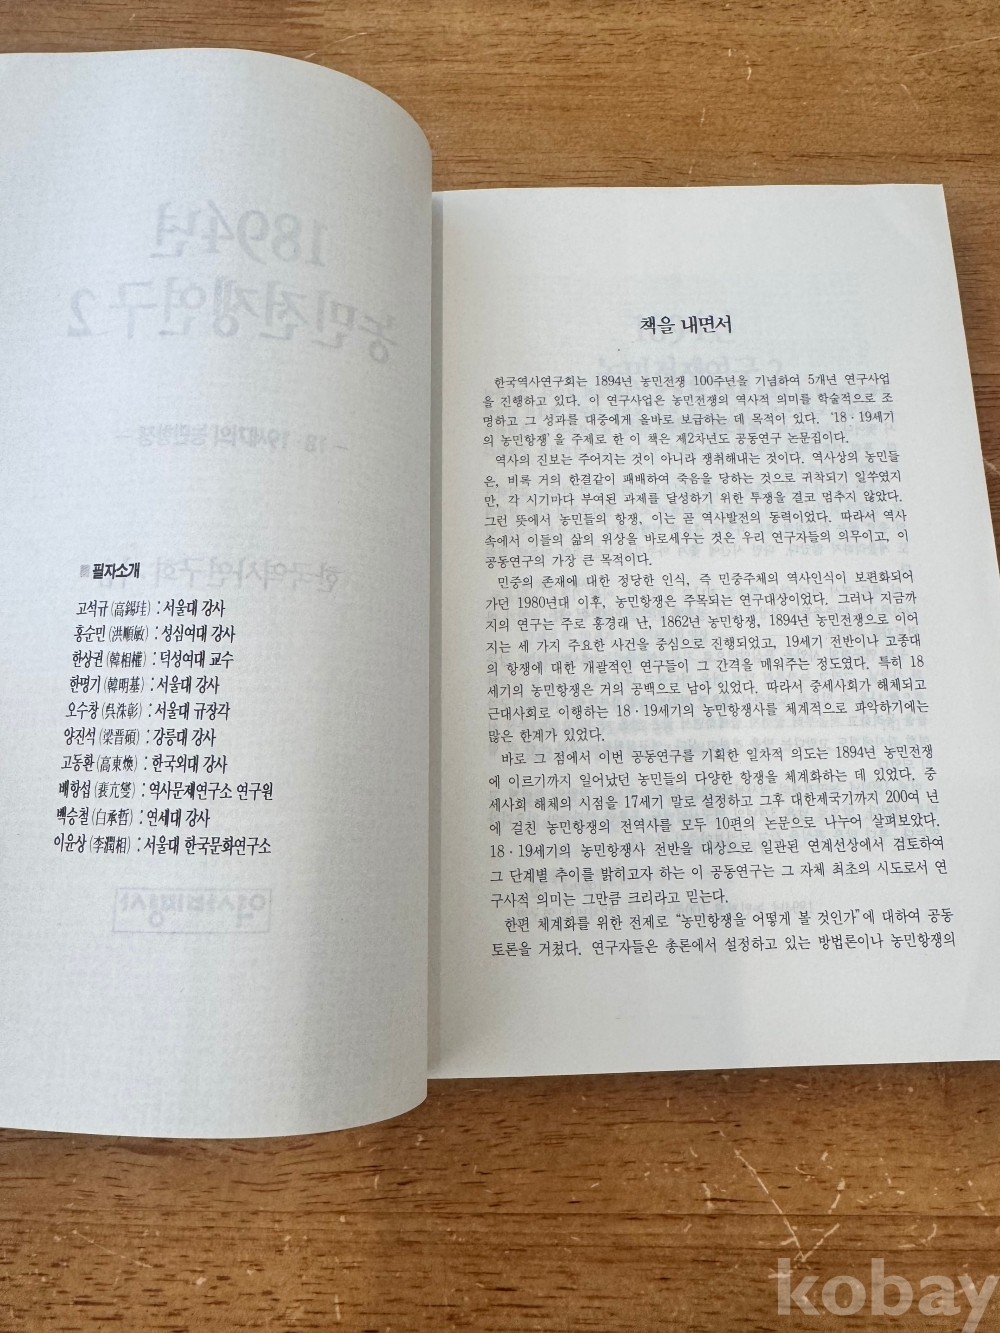 1894년
농민전쟁연구 2
18·19세기의 농민항쟁
한국역사연구회
역사비평사
필자소개
고석규(高錫珪) : 서울대 강사
홍순민(洪順敏) : 성심여대 강사
한상권(韓相權) : 덕성여대 교수
한명기(韓明基) : 서울대 강사
오수창(吳洙彰) : 서울대 규장각
양진석(梁晋碩) : 강릉대 강사
고동환(高東煥) : 한국외대 강사
배항섭(裵亢燮) : 역사문제연구소 연구원
백승철(白承哲) : 연세대 강사
이윤상(李潤相) : 서울대 한국문화연구소
책을 내면서
한국역사연구회는 1894년 농민전쟁 100주년을 기념하여 5개년 연구사업
을 진행하고 있다. 이 연구사업은 농민전쟁의 역사적 의미를 학술적으로 조
명하고 그 성과를 대중에게 올바로 보급하는 데 목적이 있다. '18·19세기
의 농민항쟁'을 주제로 한 이 책은 제2차년도 공동연구 논문집이다.
역사의 진보는 주어지는 것이 아니라 쟁취해내는 것이다. 역사상의 농민들
은, 비록 거의 한결같이 패배하여 죽음을 당하는 것으로 귀착되기 일쑤였지
만, 각 시기마다 부여된 과제를 달성하기 위한 투쟁을 결코 멈추지 않았다.
그런 뜻에서 농민들의 항쟁, 이는 곧 역사발전의 동력이었다. 따라서 역사
속에서 이들의 삶의 위상을 바로세우는 것은 우리 연구자들의 의무이고, 이
공동연구의 가장 큰 목적이다.
민중의 존재에 대한 정당한 인식, 즉 민중주체의 역사인식이 보편화되어
가던 1980년대 이후, 농민항쟁은 주목되는 연구대상이었다. 그러나 지금까
지의 연구는 주로 홍경래 난, 1862년 농민항쟁, 1894년 농민전쟁으로 이어
지는 세 가지 주요한 사건을 중심으로 진행되었고, 19세기 전반이나 고종대
의 항쟁에 대한 개괄적인 연구들이 그 간격을 메워주는 정도였다. 특히 18
세기의 농민항쟁은 거의 공백으로 남아 있었다. 따라서 중세사회가 해체되고
근대사회로 이행하는 18·19세기의 농민항쟁사를 체계적으로 파악하기에는
많은 한계가 있었다.
바로 그 점에서 이번 공동연구를 기획한 일차적 의도는 1894년 농민전쟁
에 이르기까지 일어났던 농민들의 다양한 항쟁을 체계화하는 데 있었다. 중
세사회 해체의 시점을 17세기 말로 설정하고 그후 대한제국기까지 200여 년
에 걸친 농민항쟁의 전역사를 모두 10편의 논문으로 나누어 살펴보았다.
18·19세기의 농민항쟁사 전반을 대상으로 일관된 연계선상에서 검토하여
그 단계별 추이를 밝히고자 하는 이 공동연구는 그 자체 최초의 시도로서 연
구사적 의미는 그만큼 크리라고 믿는다.
한편 체계화를 위한 전제로 "농민항쟁을 어떻게 볼 것인가"에 대하여 공동
토론을 거쳤다. 연구자들은 총론에서 설정하고 있는 방법론이나 농민항쟁의
kobay